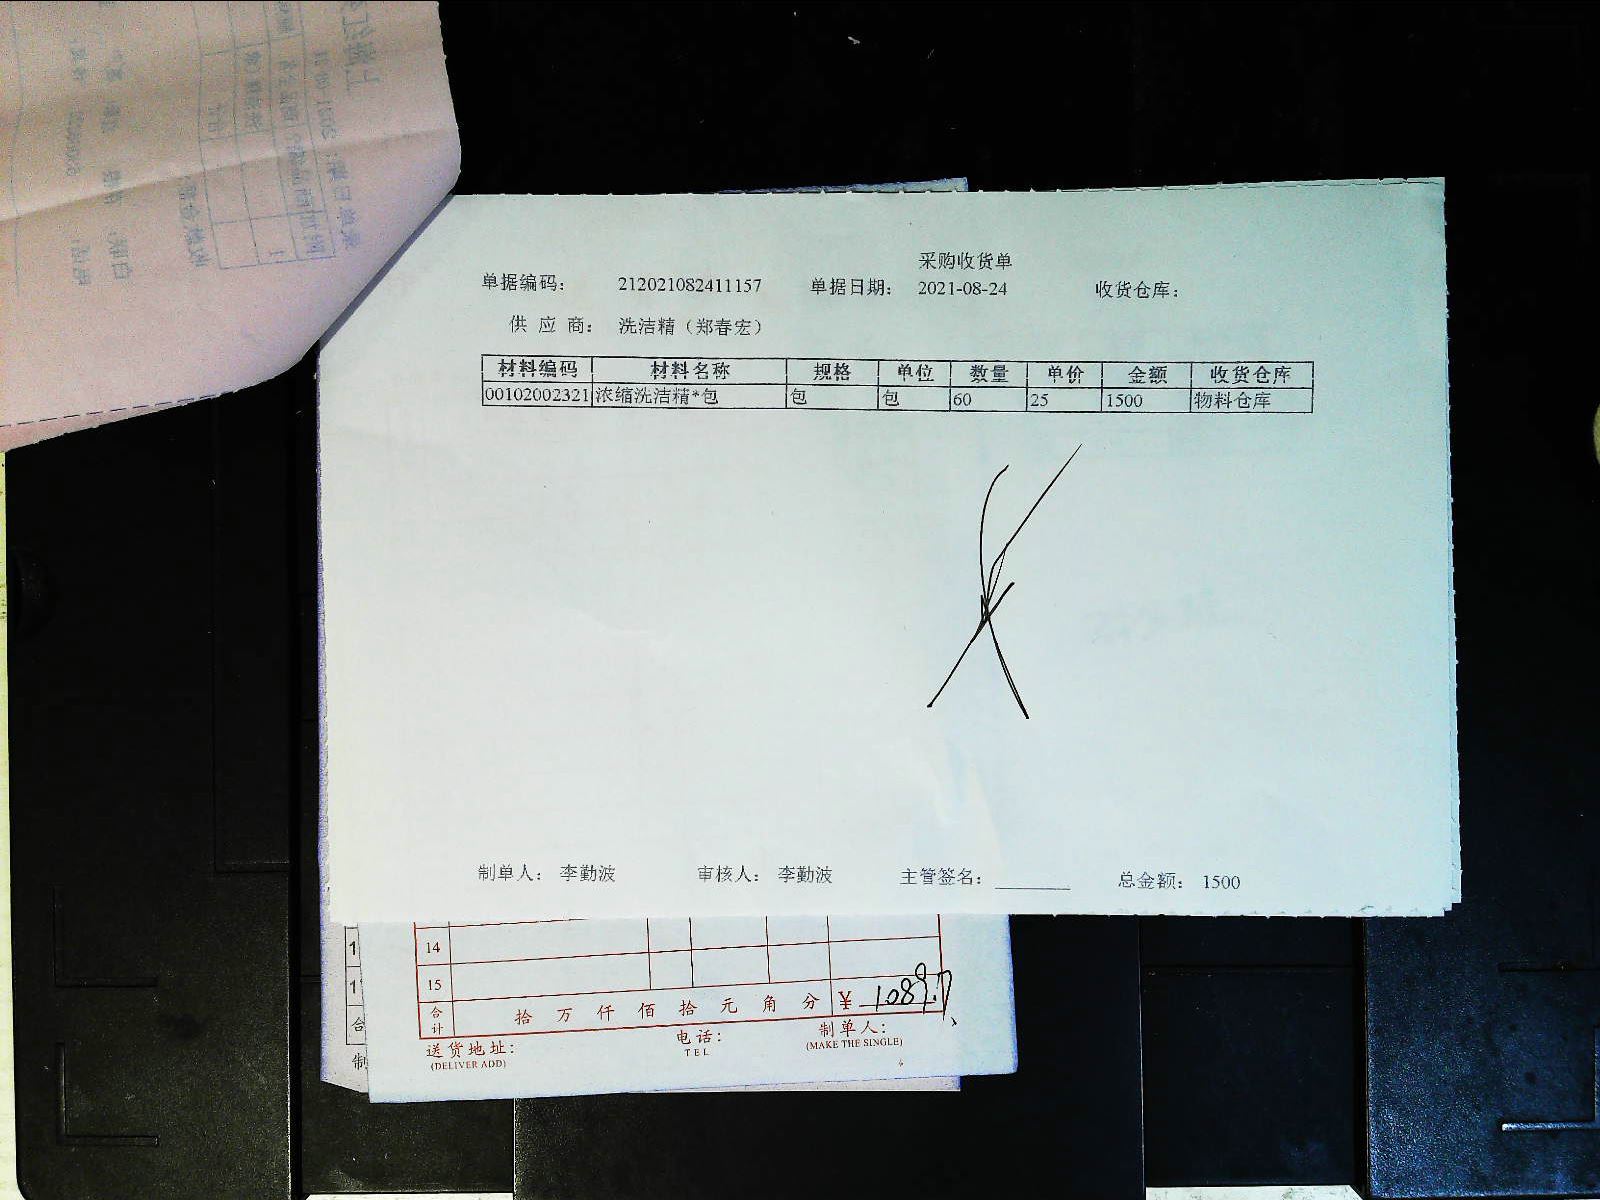 采购收货单
单据编码： 212021082411157 单据日期： 2021-08-24 收货仓库：
供 应 商： 洗洁精（郑春宏）
材料编码 材料名称 规格 单位 数量 单价 金额 收货仓库
00102002321 浓缩洗洁精*包 包 包 60 25 1500 物料仓库
制单人： 李勤波 审核人： 李勤波 主管签名： 总金额： 1500
14
15
合计 拾 万 仟 佰 拾 元 角 分 ¥
送货地址： 电话： 制单人：
(DELIVER ADD) TEL (MAKE THE SINGLE)